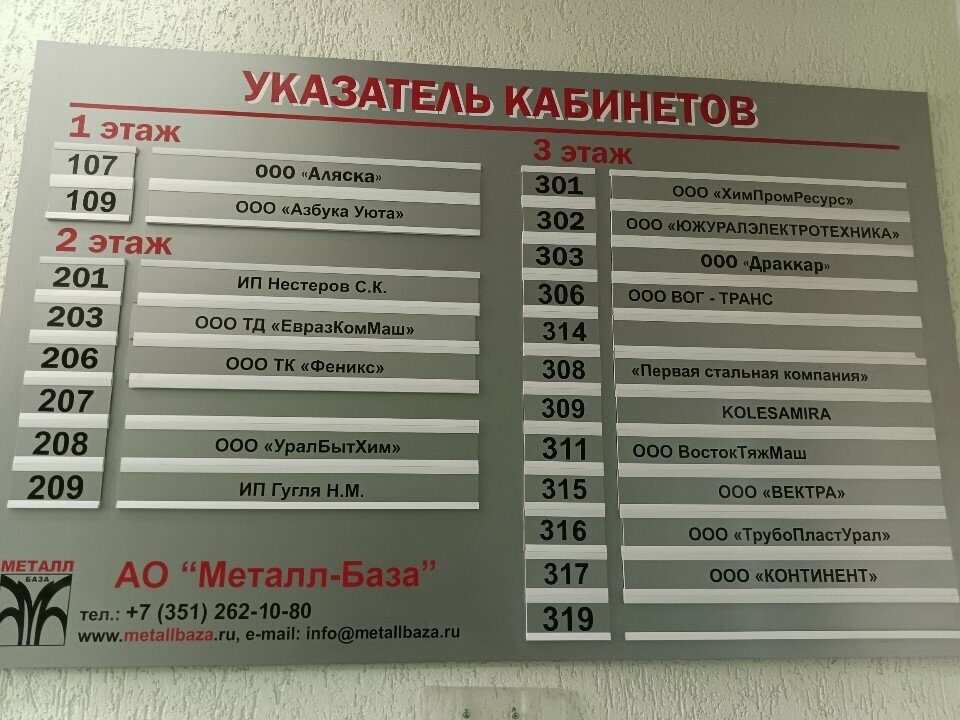 УКАЗАТЕЛЬ КАБИНЕТОВ
1 этаж
107 ООО «Аляска»
109 ООО «Азбука Уюта»
2 этаж
201 ИП Нестеров С.К.
203 ООО ТД «ЕвразКомМаш»
206 ООО ТК «Феникс»
207
208 ООО «УралБытХим»
209 ИП Гугля Н.М.
3 этаж
301 ООО «ХимПромРесурс»
302 ООО «ЮЖУРАЛЭЛЕКТРОТЕХНИКА»
303 ООО «Драккар»
306 ООО ВОГ - ТРАНС
314
308 «Первая стальная компания»
309 KOLESAMIRA
311 ООО ВостокТяжМаш
315 ООО «ВЕКТРА»
316 ООО «ТрубоПластУрал»
317 ООО «КОНТИНЕНТ»
319
МЕТАЛЛ
БАЗА
АО “Металл-База”
тел.: +7 (351) 262-10-80
www.metallbaza.ru, e-mail: info@metallbaza.ru